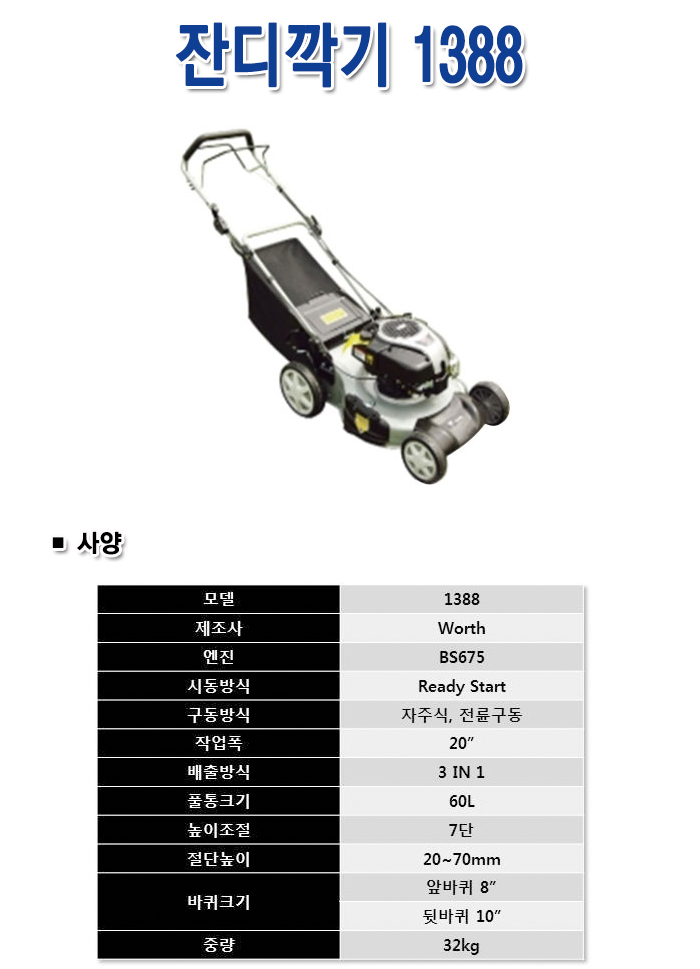 잔디깍기 1388
■ 사양
모델 1388
제조사 Worth
엔진 BS675
시동방식 Ready Start
구동방식 자주식, 전륜구동
작업폭 20”
배출방식 3 IN 1
풀통크기 60L
높이조절 7단
절단높이 20~70mm
바퀴크기 앞바퀴 8”
뒷바퀴 10”
중량 32kg